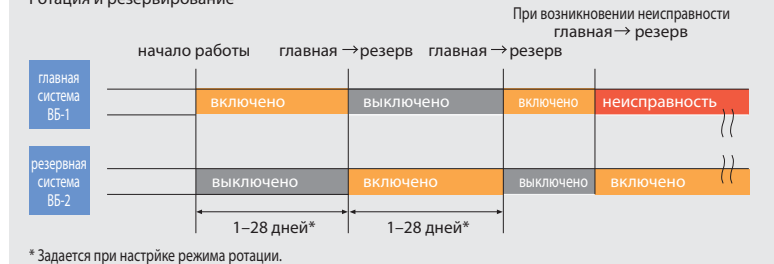 Ротация и резервирование
При возникновении неисправности
главная → резерв
начало работы главная → резерв главная → резерв
главная
система
ВБ-1
включено выключено включено неисправность
резервная
система
ВБ-2
выключено включено выключено включено
1–28 дней* 1–28 дней*
* Задается при настрйке режима ротации.